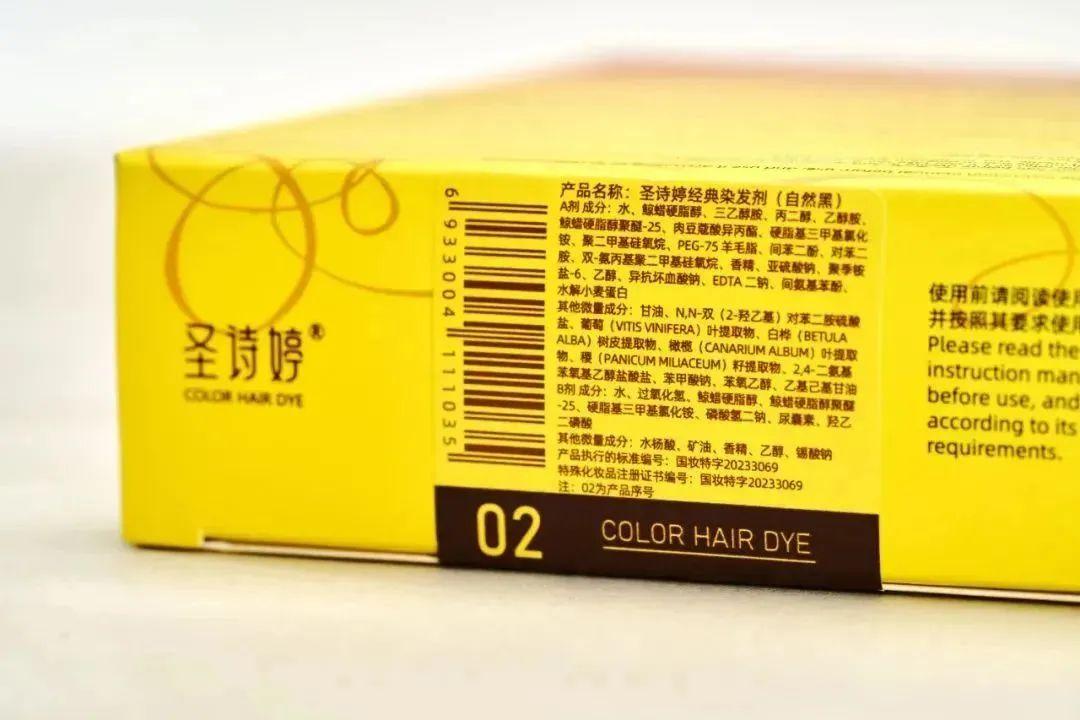 圣诗婷®
COLOR HAIR DYE
6 933004 111035
产品名称：圣诗婷经典染发剂（自然黑）
A剂 成分：水、鲸蜡硬脂醇、三乙醇胺、丙二醇、乙醇胺、
鲸蜡硬脂醇聚醚-25、肉豆蔻酸异丙酯、硬脂基三甲基氯化
铵、聚二甲基硅氧烷、PEG-75 羊毛脂、间苯二酚、对苯二
胺、双-氨丙基聚二甲基硅氧烷、香精、亚硫酸钠、聚季铵
盐-6、乙醇、异抗坏血酸钠、EDTA 二钠、间氨基苯酚、
水解小麦蛋白
其他微量成分：甘油、N,N-双（2-羟乙基）对苯二胺硫酸
盐、葡萄（VITIS VINIFERA）叶提取物、白桦（BETULA
ALBA）树皮提取物、橄榄（CANARIUM ALBUM）叶提取
物、稷（PANICUM MILIACEUM）籽提取物、2,4-二氨基
苯氧基乙醇盐酸盐、苯甲酸钠、苯氧乙醇、乙基己基甘油
B剂 成分：水、过氧化氢、鲸蜡硬脂醇、鲸蜡硬脂醇聚醚
-25、硬脂基三甲基氯化铵、磷酸氢二钠、尿囊素、羟乙
二磷酸
其他微量成分：水杨酸、矿油、香精、乙醇、锡酸钠
产品执行的标准编号：国妆特字20233069
特殊化妆品注册证书编号：国妆特字20233069
注：02为产品序号
02 COLOR HAIR DYE
使用前请阅读使用
并按照其要求使用
Please read the
instruction man
before use, and
according to its
requirements.